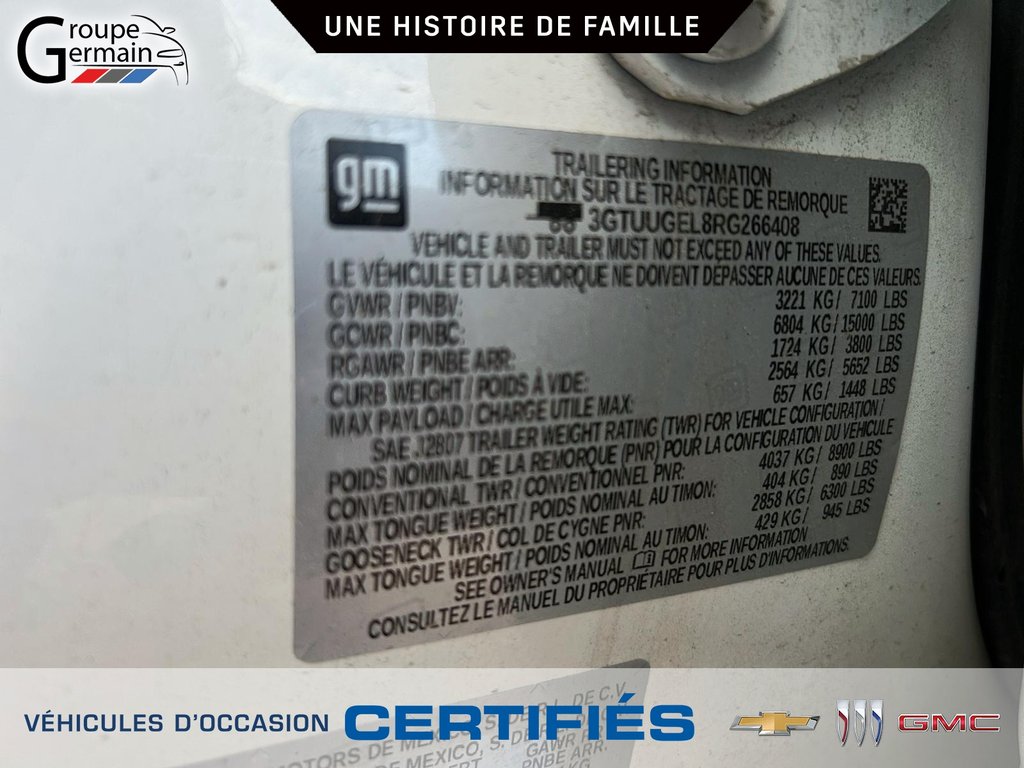 Groupe
Germain
UNE HISTOIRE DE FAMILLE
gm
TRAILERING INFORMATION
INFORMATION SUR LE TRACTAGE DE REMORQUE
3GTUUGEL8RG266408
VEHICLE AND TRAILER MUST NOT EXCEED ANY OF THESE VALUES.
LE VÉHICULE ET LA REMORQUE NE DOIVENT DÉPASSER AUCUNE DE CES VALEURS.
GVWR / PNBV: 3221 KG / 7100 LBS
GCWR / PNBC: 6804 KG / 15000 LBS
RGAWR / PNBE ARR: 1724 KG / 3800 LBS
CURB WEIGHT / POIDS À VIDE: 2564 KG / 5652 LBS
MAX PAYLOAD / CHARGE UTILE MAX: 657 KG / 1448 LBS
SAE J2807 TRAILER WEIGHT RATING (TWR) FOR VEHICLE CONFIGURATION /
POIDS NOMINAL DE LA REMORQUE (PNR) POUR LA CONFIGURATION DU VÉHICULE
CONVENTIONAL TWR / CONVENTIONNEL PNR: 4037 KG / 8900 LBS
MAX TONGUE WEIGHT / POIDS NOMINAL AU TIMON: 404 KG / 890 LBS
GOOSENECK TWR / COL DE CYGNE PNR: 2858 KG / 6300 LBS
MAX TONGUE WEIGHT / POIDS NOMINAL AU TIMON: 429 KG / 945 LBS
SEE OWNER'S MANUAL FOR MORE INFORMATION
CONSULTEZ LE MANUEL DU PROPRIÉTAIRE POUR PLUS D'INFORMATIONS.
VÉHICULES D'OCCASION CERTIFIÉS
GMC